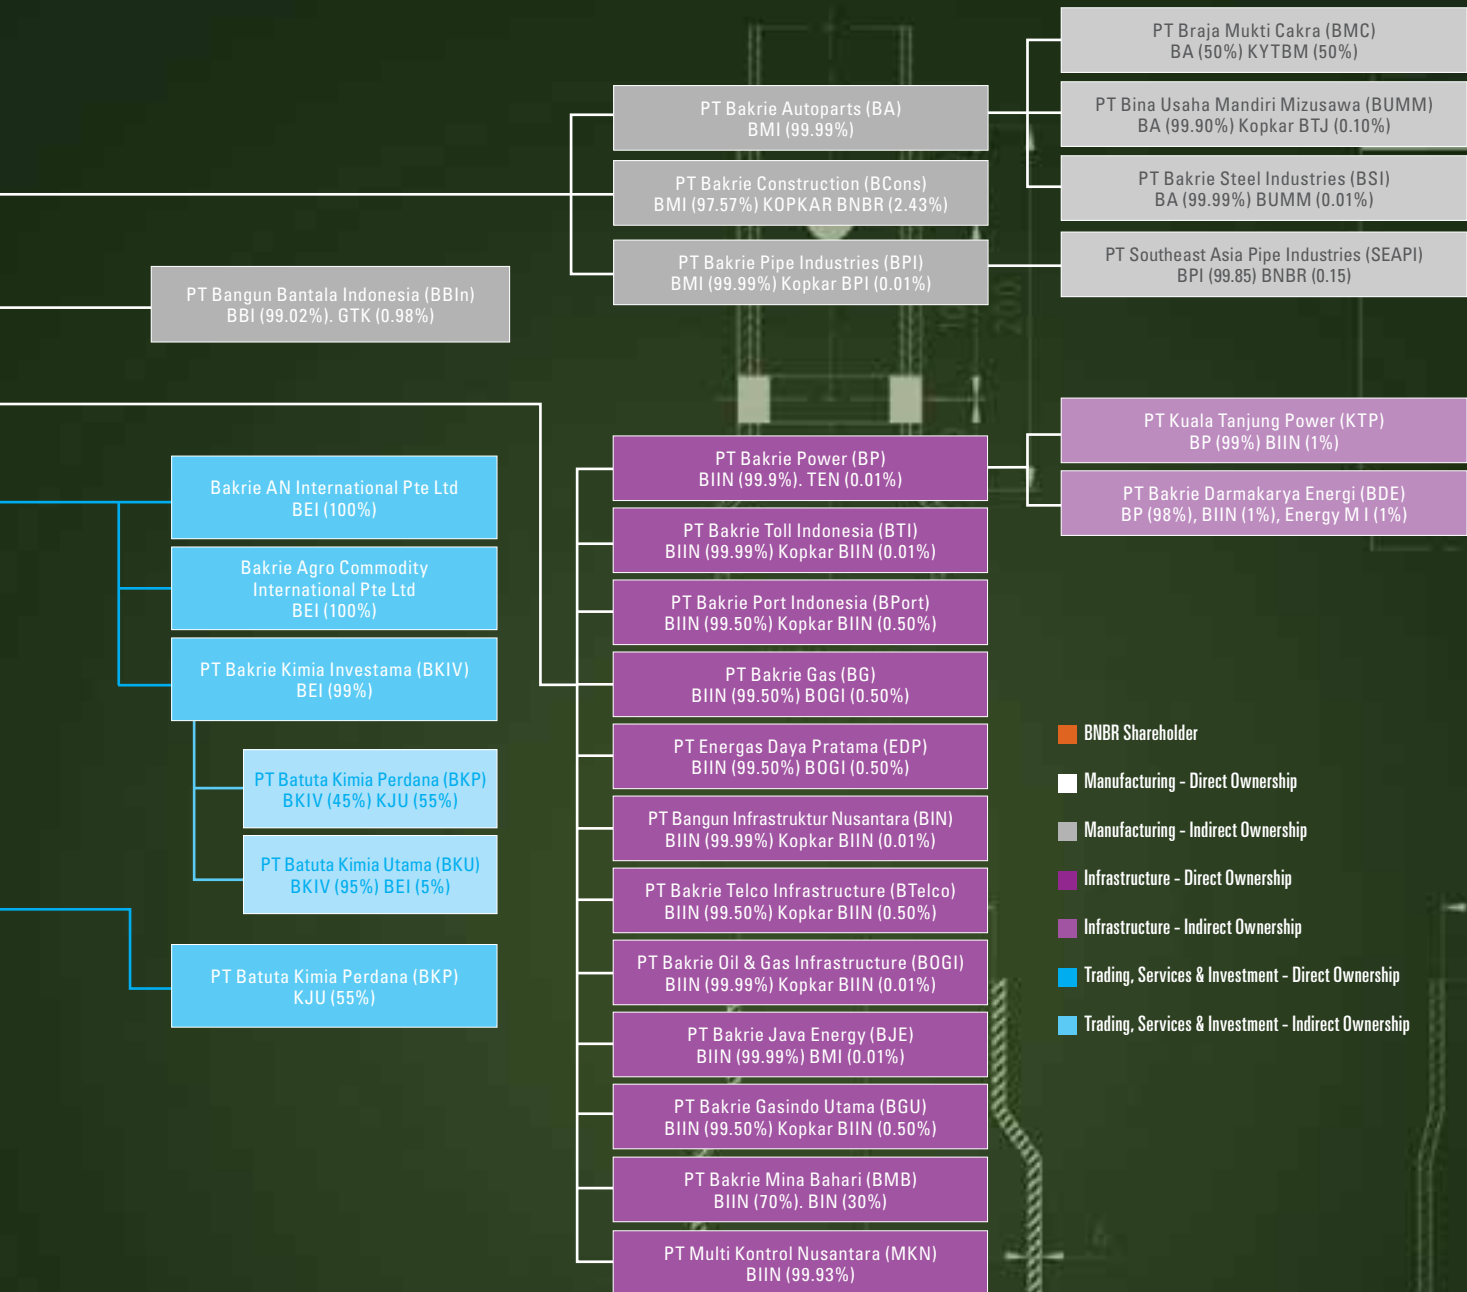 PT Braja Mukti Cakra (BMC)
BA (50%) KYTBM (50%)
PT Bakrie Autoparts (BA)
BMI (99.99%)
PT Bina Usaha Mandiri Mizusawa (BUMM)
BA (99.90%) Kopkar BTJ (0.10%)
PT Bakrie Construction (BCons)
BMI (97.57%) KOPKAR BNBR (2.43%)
PT Bakrie Steel Industries (BSI)
BA (99.99%) BUMM (0.01%)
PT Bakrie Pipe Industries (BPI)
BMI (99.99%) Kopkar BPI (0.01%)
PT Southeast Asia Pipe Industries (SEAPI)
BPI (99.85) BNBR (0.15)
PT Bangun Bantala Indonesia (BBIn)
BBI (99.02%). GTK (0.98%)
PT Kuala Tanjung Power (KTP)
BP (99%) BIIN (1%)
PT Bakrie Darmakarya Energi (BDE)
BP (98%), BIIN (1%), Energy M I (1%)
Bakrie AN International Pte Ltd
BEI (100%)
Bakrie Agro Commodity
International Pte Ltd
BEI (100%)
PT Bakrie Kimia Investama (BKIV)
BEI (99%)
PT Batuta Kimia Perdana (BKP)
BKIV (45%) KJU (55%)
PT Batuta Kimia Utama (BKU)
BKIV (95%) BEI (5%)
PT Batuta Kimia Perdana (BKP)
KJU (55%)
PT Bakrie Power (BP)
BIIN (99.9%). TEN (0.01%)
PT Bakrie Toll Indonesia (BTI)
BIIN (99.99%) Kopkar BIIN (0.01%)
PT Bakrie Port Indonesia (BPort)
BIIN (99.50%) Kopkar BIIN (0.50%)
PT Bakrie Gas (BG)
BIIN (99.50%) BOGI (0.50%)
PT Energas Daya Pratama (EDP)
BIIN (99.50%) BOGI (0.50%)
PT Bangun Infrastruktur Nusantara (BIN)
BIIN (99.99%) Kopkar BIIN (0.01%)
PT Bakrie Telco Infrastructure (BTelco)
BIIN (99.50%) Kopkar BIIN (0.50%)
PT Bakrie Oil & Gas Infrastructure (BOGI)
BIIN (99.99%) Kopkar BIIN (0.01%)
PT Bakrie Java Energy (BJE)
BIIN (99.99%) BMI (0.01%)
PT Bakrie Gasindo Utama (BGU)
BIIN (99.50%) Kopkar BIIN (0.50%)
PT Bakrie Mina Bahari (BMB)
BIIN (70%). BIN (30%)
PT Multi Kontrol Nusantara (MKN)
BIIN (99.93%)
BNBR Shareholder
Manufacturing - Direct Ownership
Manufacturing - Indirect Ownership
Infrastructure - Direct Ownership
Infrastructure - Indirect Ownership
Trading, Services & Investment - Direct Ownership
Trading, Services & Investment - Indirect Ownership